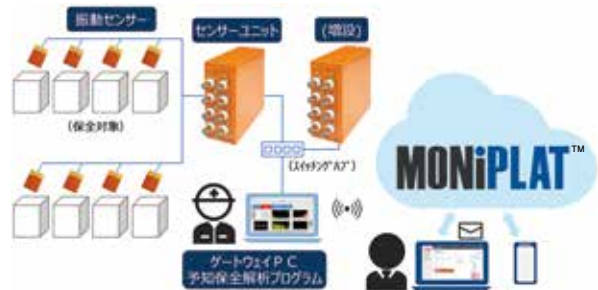 振動センサー
センサーユニット
(増設)
(保全対象)
(スイッチングハブ)
MONiPLAT™
ゲートウェイPC
予知保全解析プログラム